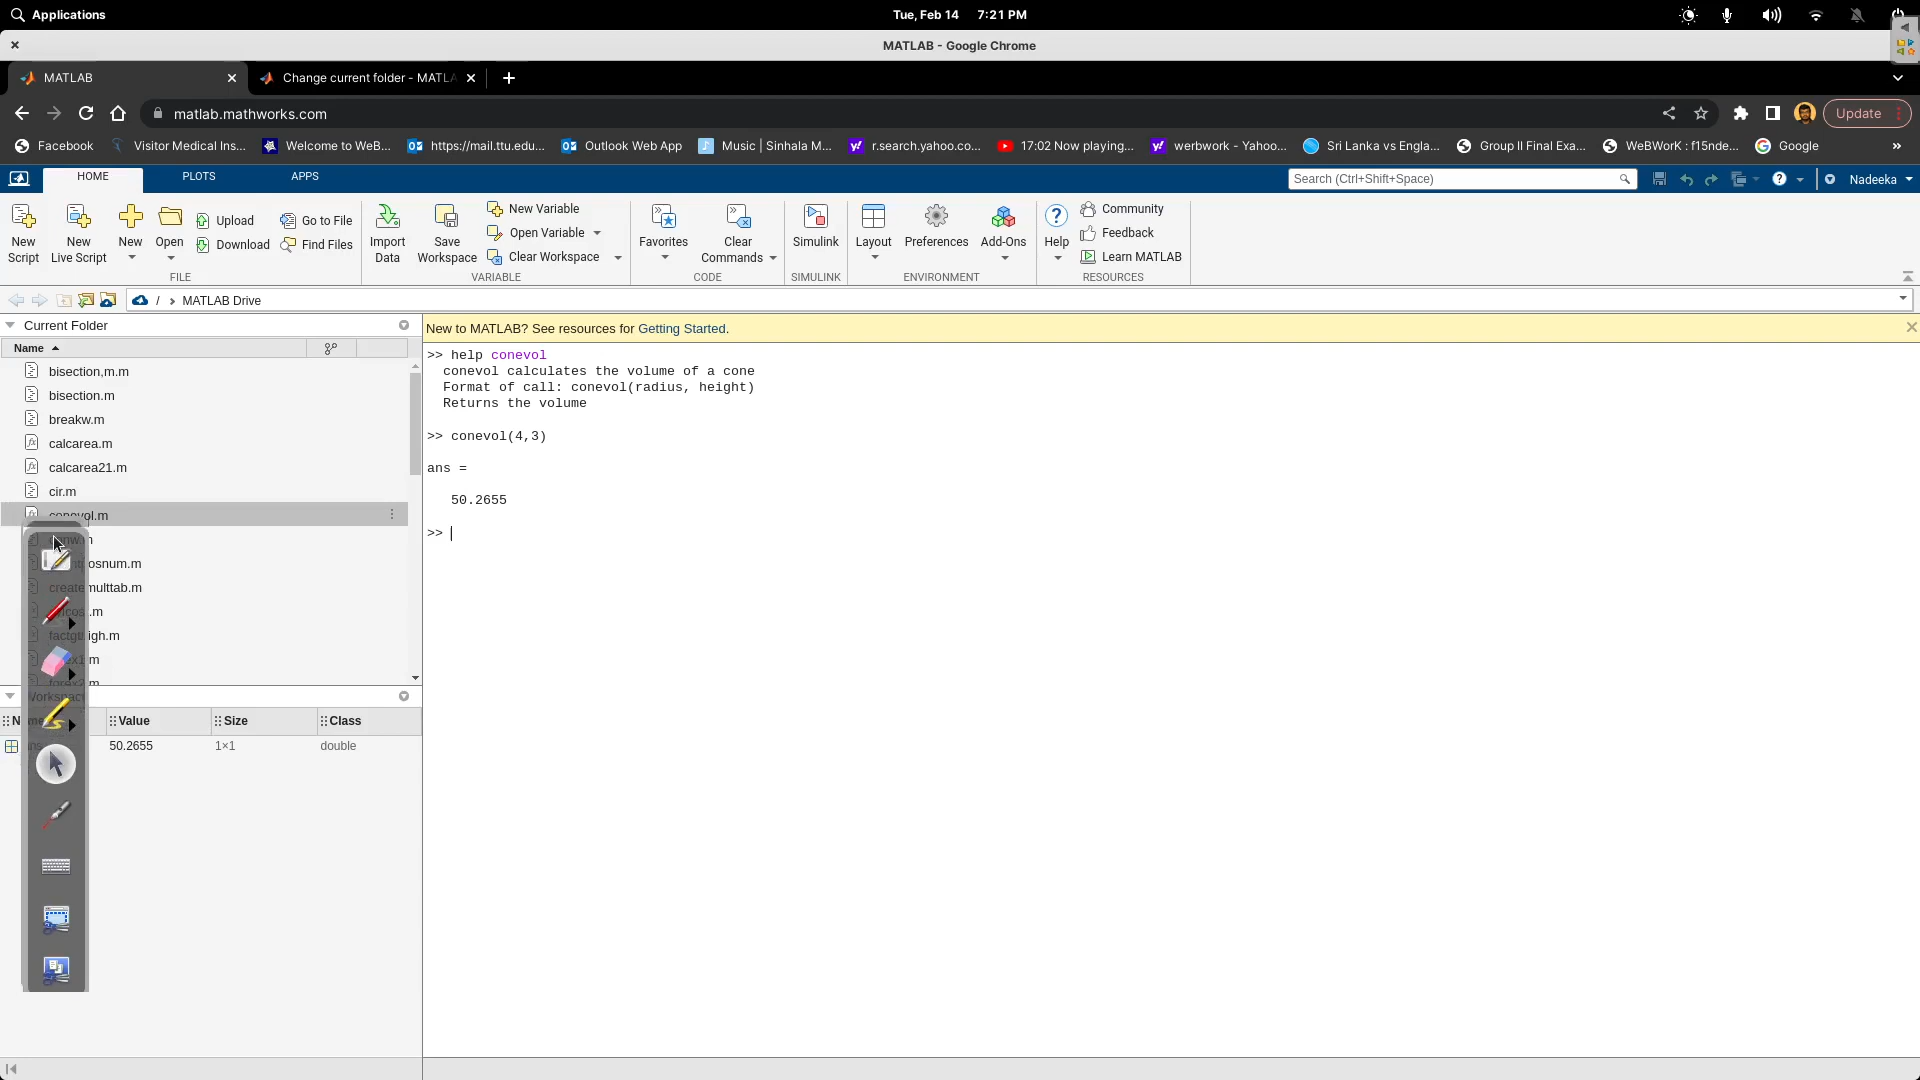 Applications
Tue, Feb 14 7:21 PM
MATLAB - Google Chrome
MATLAB
Change current folder - MATLA
matlab.mathworks.com
Update
Facebook
Visitor Medical Ins...
Welcome to WeB...
https://mail.ttu.edu...
Outlook Web App
Music | Sinhala M...
r.search.yahoo.co...
17:02 Now playing...
werbwork - Yahoo...
Sri Lanka vs Engla...
Group II Final Exa...
WeBWorK : f15nde...
Google
»
HOME
PLOTS
APPS
Search (Ctrl+Shift+Space)
Nadeeka
New Script
New Live Script
New
Open
Upload
Download
Go to File
Find Files
FILE
Import Data
Save Workspace
New Variable
Open Variable
Clear Workspace
VARIABLE
Favorites
Clear Commands
CODE
Simulink
SIMULINK
Layout
Preferences
Add-Ons
ENVIRONMENT
Help
Community
Feedback
Learn MATLAB
RESOURCES
/ > MATLAB Drive
Current Folder
Name
bisection,m.m
bisection.m
breakw.m
calcarea.m
calcarea21.m
cir.m
conevol.m
New to MATLAB? See resources for Getting Started.
>> help conevol
conevol calculates the volume of a cone
Format of call: conevol(radius, height)
Returns the volume
>> conevol(4,3)
ans =
50.2655
>>
Workspace
Name Value Size Class
ans 50.2655 1×1 double